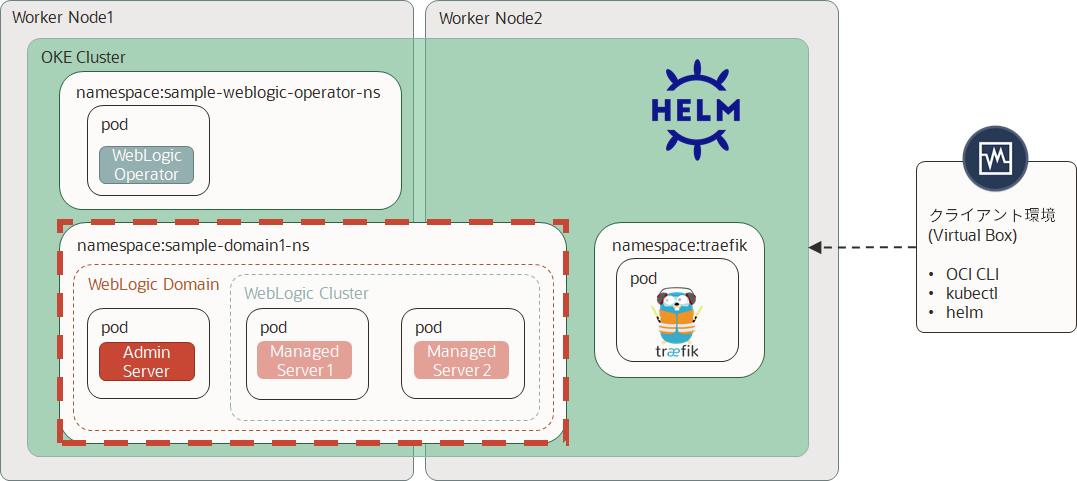 Worker Node1
Worker Node2
OKE Cluster
namespace:sample-weblogic-operator-ns
pod
WebLogic
Operator
HELM
namespace:sample-domain1-ns
WebLogic Domain
WebLogic Cluster
pod
Admin
Server
pod
Managed
Server 1
pod
Managed
Server 2
namespace:traefik
pod
træfik
クライアント環境
(Virtual Box)
• OCI CLI
• kubectl
• helm